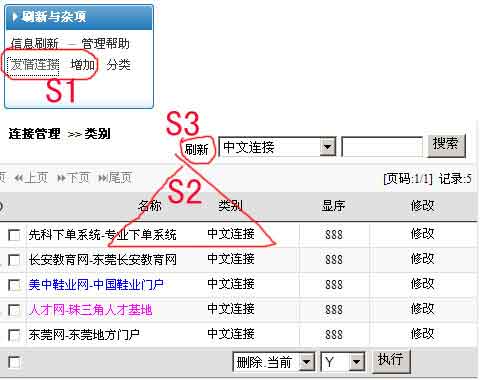 刷新与杂项
信息刷新 – 管理帮助
友情连接 增加 分类
S1
连接管理 >> 类别
S3
刷新 中文连接 搜索
页 上页 下页 尾页 [页码:1/1] 记录:5
S2
名称 类别 显序 修改
先科下单系统-专业下单系统 中文连接 888 修改
长安教育网-东莞长安教育网 中文连接 888 修改
美中鞋业网-中国鞋业门户 中文连接 888 修改
人才网-珠三角人才基地 中文连接 888 修改
东莞网-东莞地方门户 中文连接 888 修改
删除.当前 Y 执行